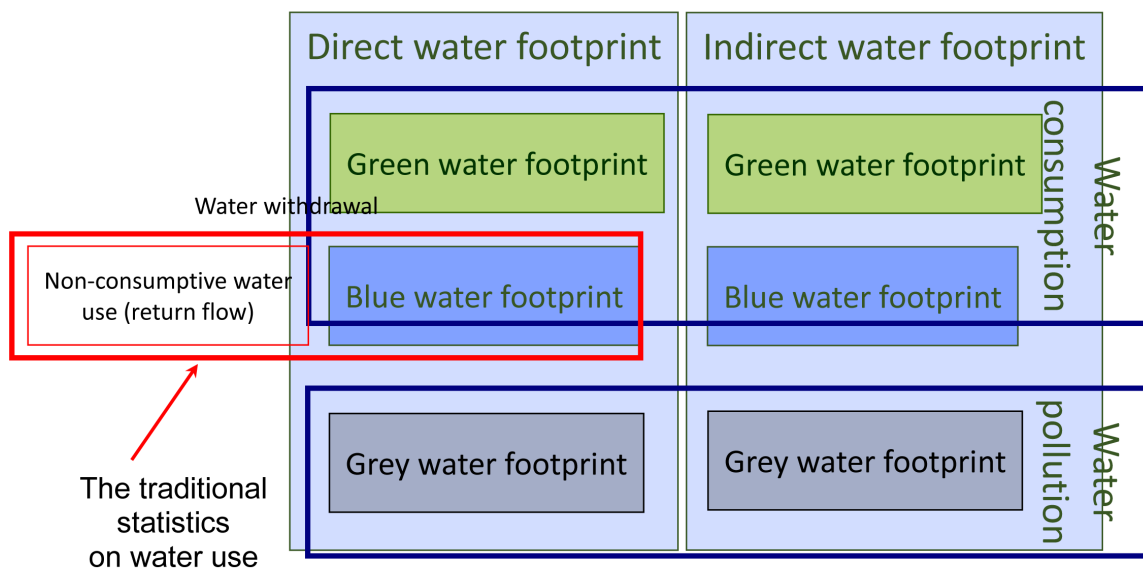 Direct water footprint
Indirect water footprint
Green water footprint
Green water footprint
Water
consumption
Water withdrawal
Non-consumptive water
use (return flow)
Blue water footprint
Blue water footprint
Grey water footprint
Grey water footprint
Water
pollution
The traditional
statistics
on water use